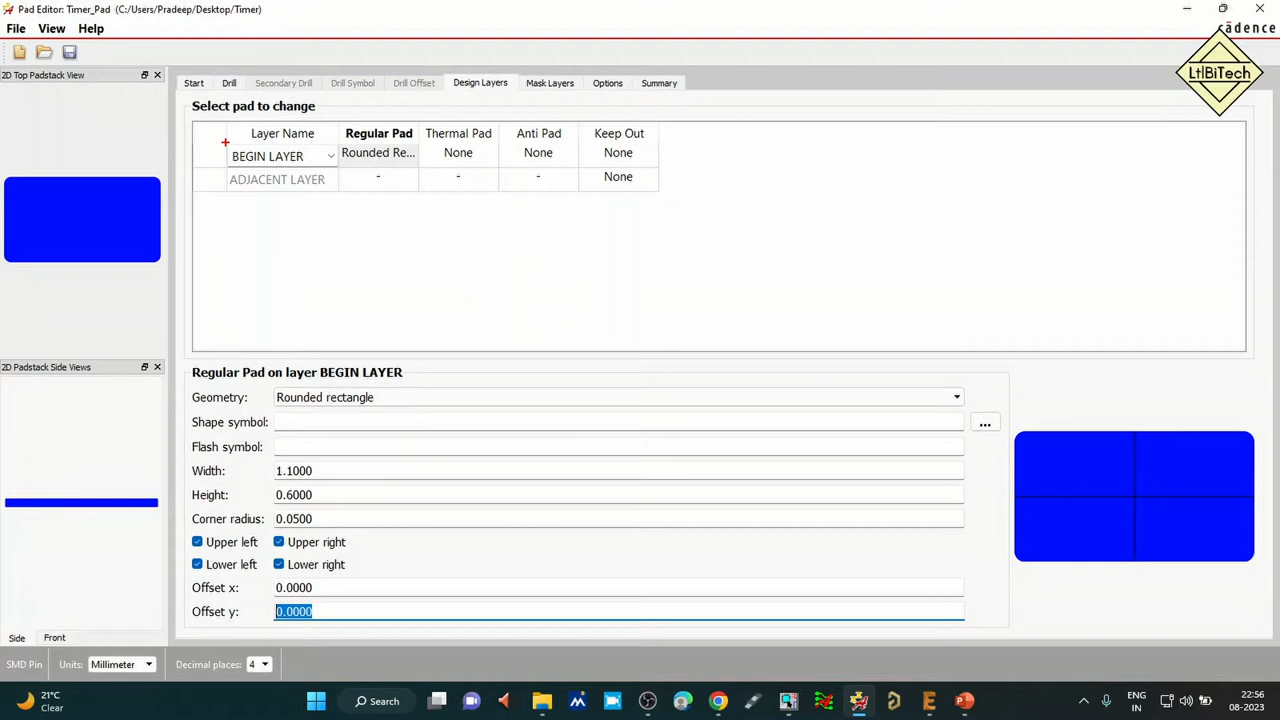 Pad Editor: Timer_Pad (C:/Users/Pradeep/Desktop/Timer)
File View Help
cādence
LtlBiTech
2D Top Padstack View
Start Drill Secondary Drill Drill Symbol Drill Offset Design Layers Mask Layers Options Summary
Select pad to change
Layer Name Regular Pad Thermal Pad Anti Pad Keep Out
BEGIN LAYER Rounded Re... None None None
ADJACENT LAYER - - - None
2D Padstack Side Views
Regular Pad on layer BEGIN LAYER
Geometry: Rounded rectangle
Shape symbol: ...
Flash symbol:
Width: 1.1000
Height: 0.6000
Corner radius: 0.0500
Upper left Upper right
Lower left Lower right
Offset x: 0.0000
Offset y: 0.0000
Side Front
SMD Pin Units: Millimeter Decimal places: 4
21°C
Clear
Search
ENG
IN
22:56
08-2023